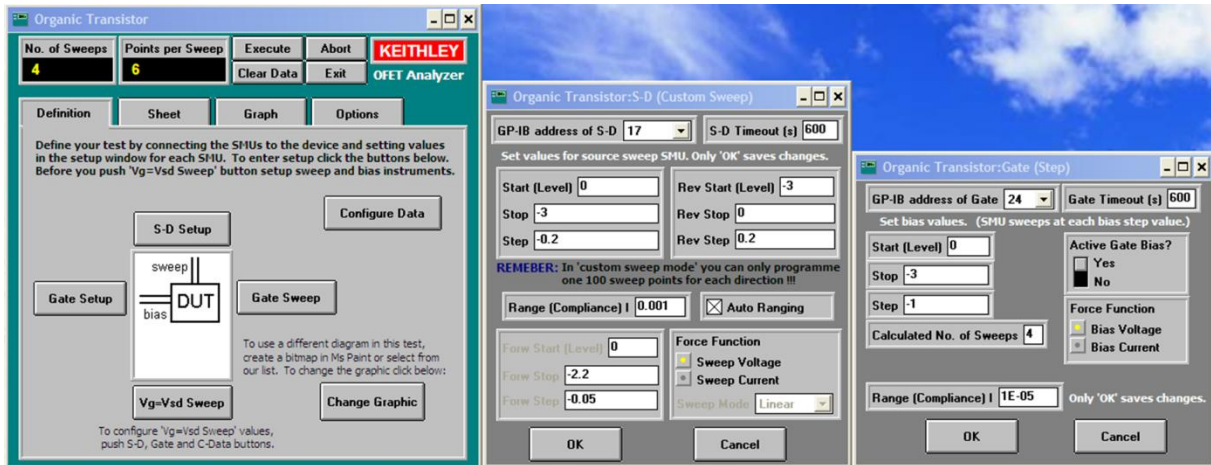 Organic Transistor
No. of Sweeps
4
Points per Sweep
6
Execute
Abort
Clear Data
Exit
KEITHLEY
OFET Analyzer
Definition
Sheet
Graph
Options
Define your test by connecting the SMUs to the device and setting values
in the setup window for each SMU. To enter setup click the buttons below.
Before you push 'Vg=Vsd Sweep' button setup sweep and bias instruments.
Configure Data
S-D Setup
sweep
Gate Setup
DUT
bias
Gate Sweep
To use a different diagram in this test,
create a bitmap in Ms Paint or select from
our list. To change the graphic click below:
Vg=Vsd Sweep
Change Graphic
To configure 'Vg=Vsd Sweep' values,
push S-D, Gate and C-Data buttons.
Organic Transistor:S-D (Custom Sweep)
GP-IB address of S-D 17
S-D Timeout (s) 600
Set values for source sweep SMU. Only 'OK' saves changes.
Start (Level) 0
Stop -3
Step -0.2
Rev Start (Level) -3
Rev Stop 0
Rev Step 0.2
REMEBER: In 'custom sweep mode' you can only programme
one 100 sweep points for each direction !!!
Range (Compliance) I 0.001
Auto Ranging
Forw Start (Level) 0
Forw Stop -2.2
Forw Step -0.05
Force Function
Sweep Voltage
Sweep Current
Sweep Mode Linear
OK
Cancel
Organic Transistor:Gate (Step)
GP-IB address of Gate 24
Gate Timeout (s) 600
Set bias values. (SMU sweeps at each bias step value.)
Start (Level) 0
Stop -3
Step -1
Calculated No. of Sweeps 4
Active Gate Bias?
Yes
No
Force Function
Bias Voltage
Bias Current
Range (Compliance) I 1E-05
Only 'OK' saves changes.
OK
Cancel